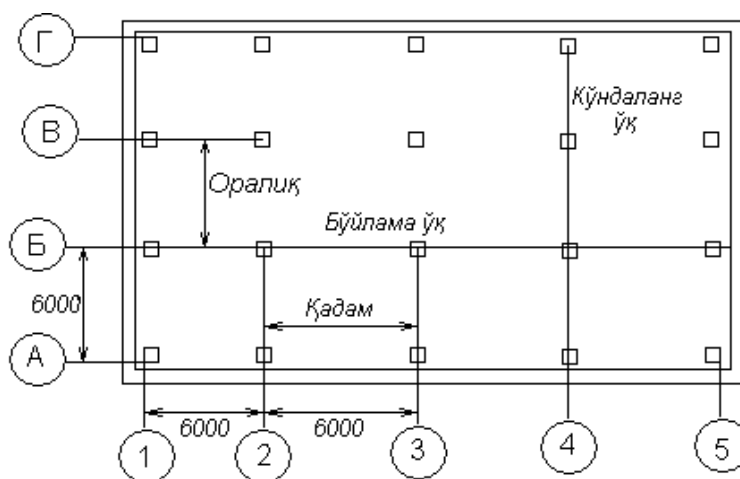 Г
Кўндаланг
ўқ
В
Оралиқ
Бўйлама ўқ
Б
6000
Қадам
А
6000
6000
1
2
3
4
5